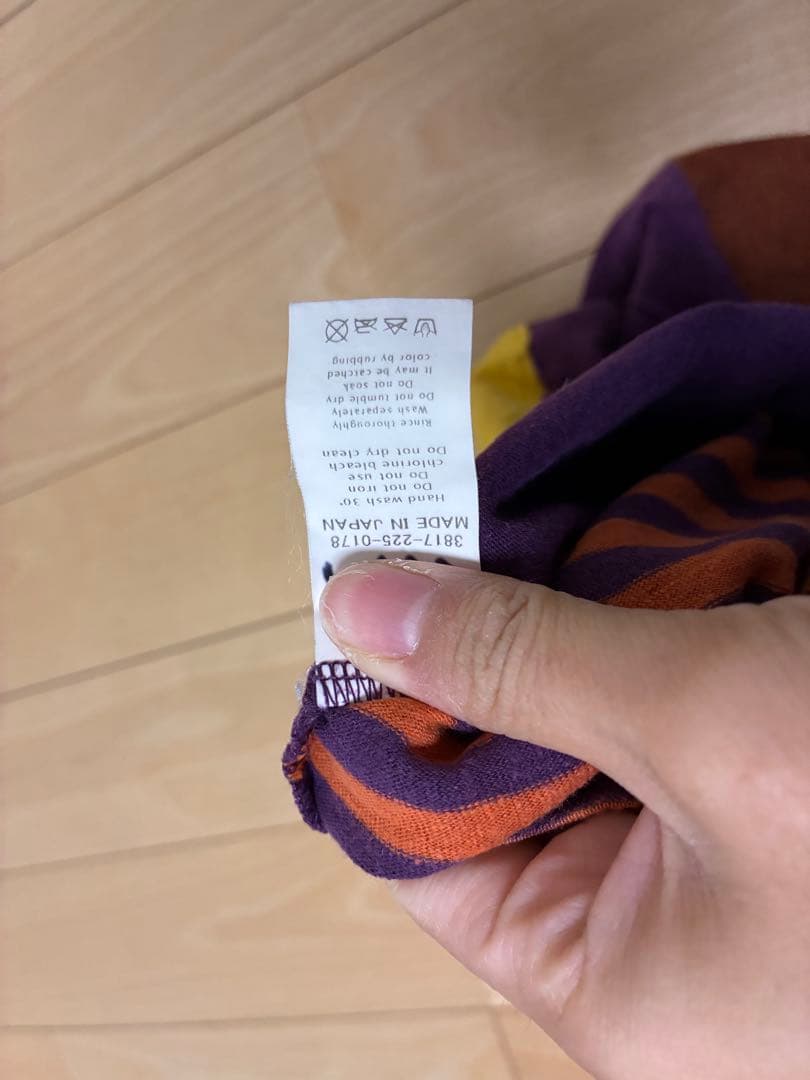 3817-225-0178
MADE IN JAPAN
Hand wash 30°
Do not iron
Do not use
chlorine bleach
Do not dry clean
Rince thoroughly
Wash separately
Do not tumble dry
Do not soak
It may be catched
color by rubbing